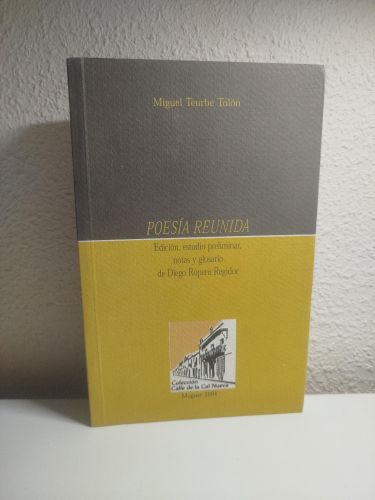 Miguel Teurbe Tolón
POESÍA REUNIDA
Edición, estudio preliminar,
notas y glosario
de Diego Ropero Regidor
Colección
Calle de la Cal Nueva
Moguer 2004